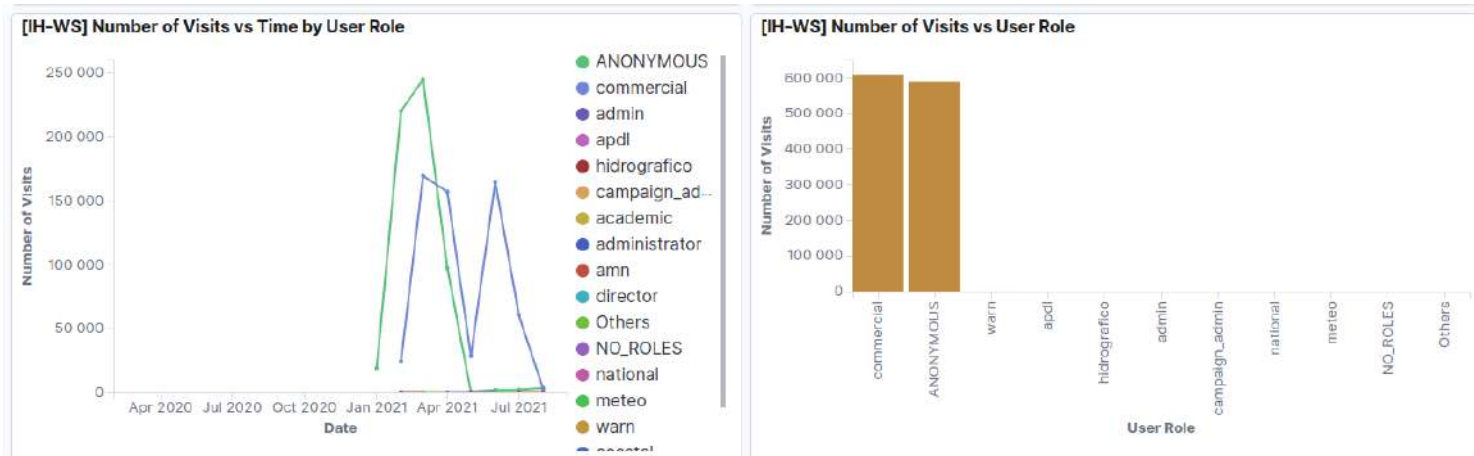 [IH-WS] Number of Visits vs Time by User Role
250 000
200 000
150 000
100 000
50 000
0
Number of Visits
Apr 2020 Jul 2020 Oct 2020 Jan 2021 Apr 2021 Jul 2021
Date
ANONYMOUS
commercial
admin
apdl
hidrografico
campaign_ad...
academic
administrator
amn
director
Others
NO_ROLES
national
meteo
warn
[IH-WS] Number of Visits vs User Role
600 000
500 000
400 000
300 000
200 000
100 000
0
Number of Visits
commercial
ANONYMOUS
warn
apdl
hidrografico
admin
campaign_admin
national
meteo
NO_ROLES
Others
User Role